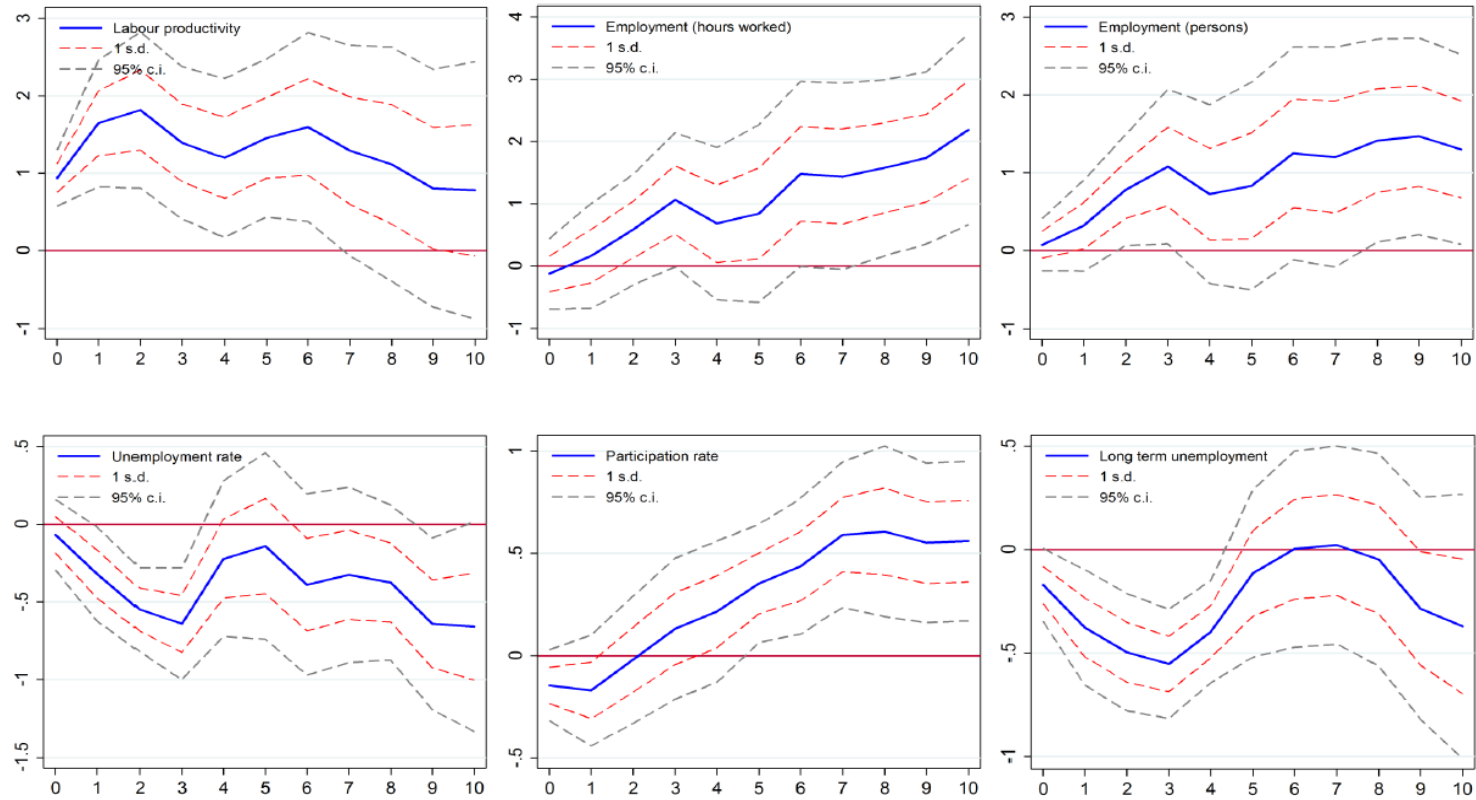 Labour productivity
1 s.d.
95% c.i.
3
2
1
0
-1
0 1 2 3 4 5 6 7 8 9 10
Employment (hours worked)
1 s.d.
95% c.i.
4
3
2
1
0
-1
0 1 2 3 4 5 6 7 8 9 10
Employment (persons)
1 s.d.
95% c.i.
3
2
1
0
-1
0 1 2 3 4 5 6 7 8 9 10
Unemployment rate
1 s.d.
95% c.i.
.5
0
-.5
-1
-1.5
0 1 2 3 4 5 6 7 8 9 10
Participation rate
1 s.d.
95% c.i.
1
.5
0
-.5
0 1 2 3 4 5 6 7 8 9 10
Long term unemployment
1 s.d.
95% c.i.
.5
0
-.5
-1
0 1 2 3 4 5 6 7 8 9 10